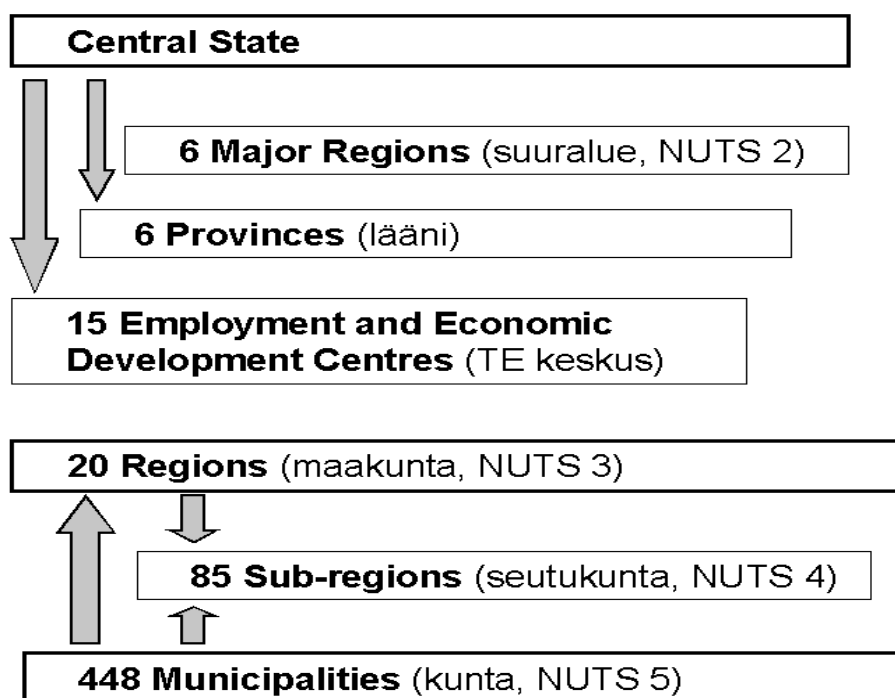 Central State
6 Major Regions (suuralue, NUTS 2)
6 Provinces (lääni)
15 Employment and Economic
Development Centres (TE keskus)
20 Regions (maakunta, NUTS 3)
85 Sub-regions (seutukunta, NUTS 4)
448 Municipalities (kunta, NUTS 5)